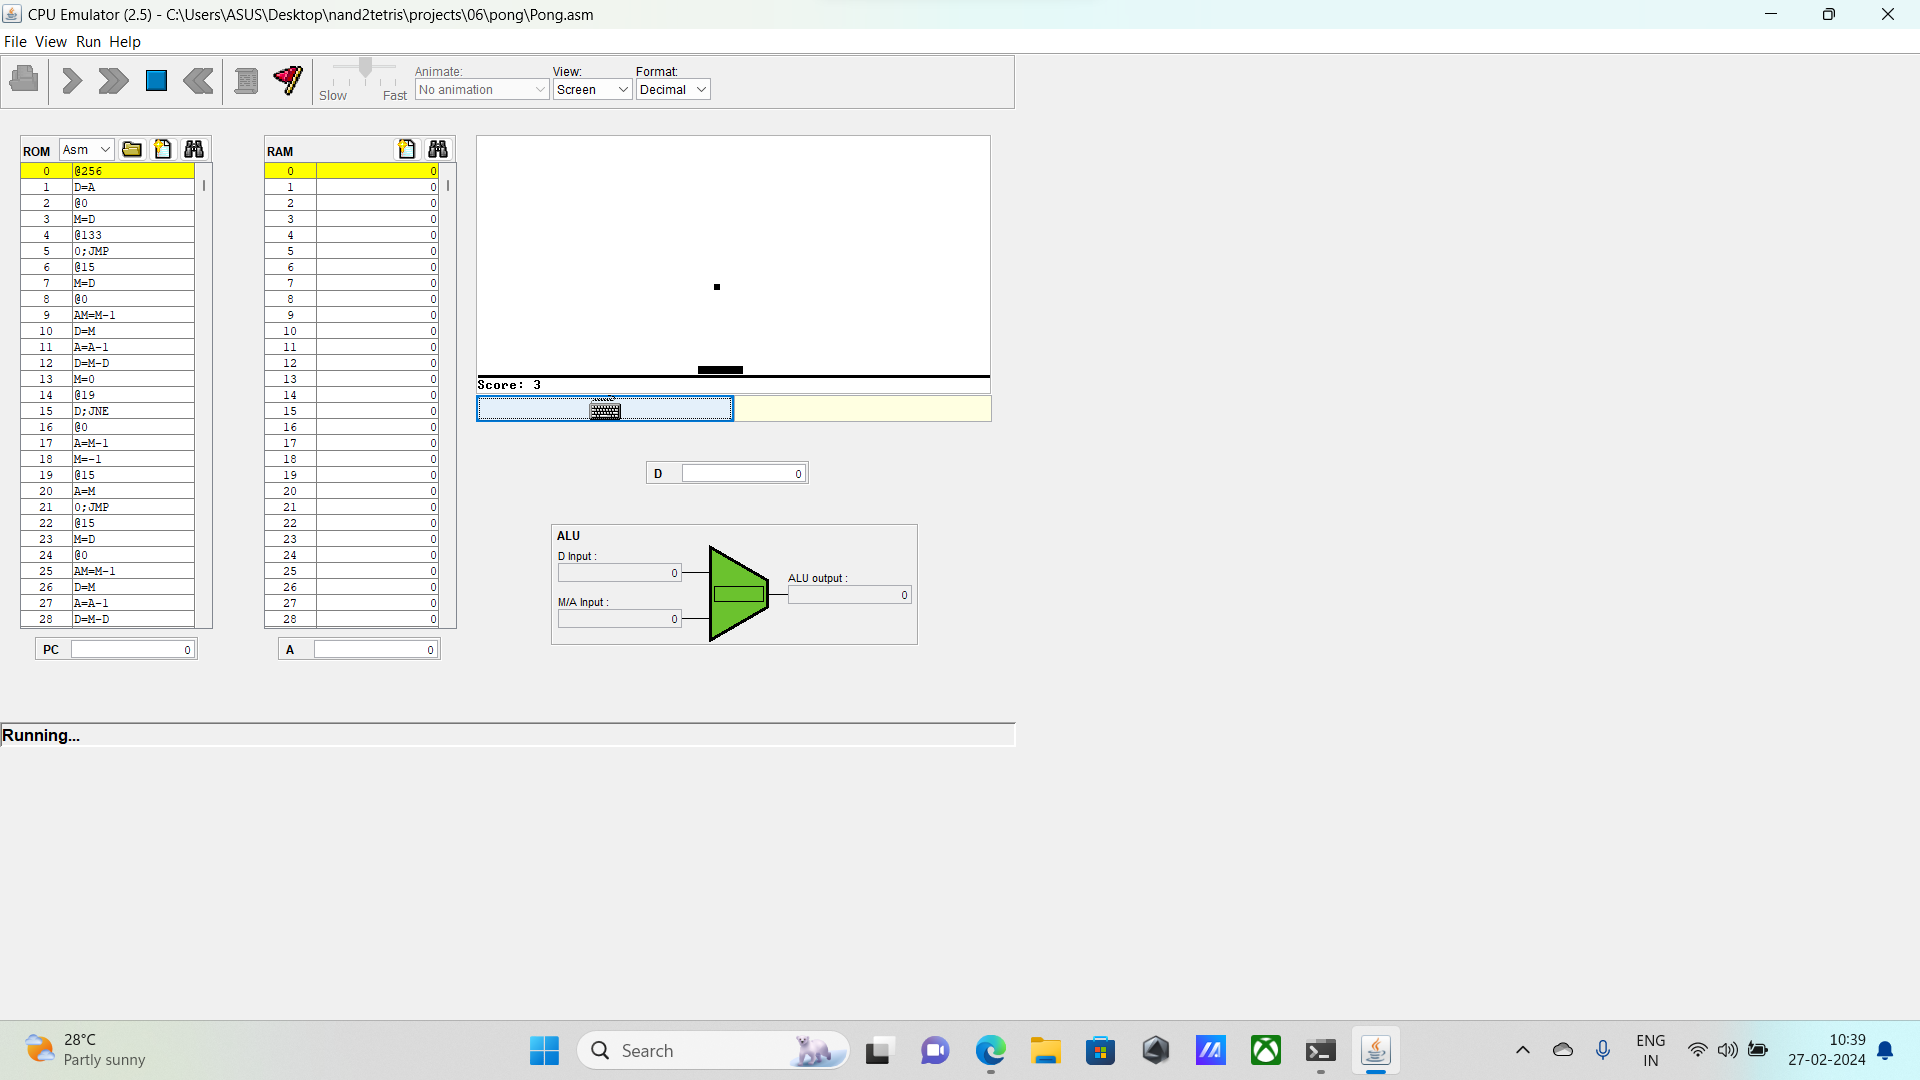 CPU Emulator (2.5) - C:\Users\ASUS\Desktop\nand2tetris\projects\06\pong\Pong.asm
File View Run Help
Slow Fast
Animate:
No animation
View:
Screen
Format:
Decimal
ROM Asm
0 @256
1 D=A
2 @0
3 M=D
4 @133
5 0;JMP
6 @15
7 M=D
8 @0
9 AM=M-1
10 D=M
11 A=A-1
12 D=M-D
13 M=0
14 @19
15 D;JNE
16 @0
17 A=M-1
18 M=-1
19 @15
20 A=M
21 0;JMP
22 @15
23 M=D
24 @0
25 AM=M-1
26 D=M
27 A=A-1
28 D=M-D
PC 0
RAM
0 0
1 0
2 0
3 0
4 0
5 0
6 0
7 0
8 0
9 0
10 0
11 0
12 0
13 0
14 0
15 0
16 0
17 0
18 0
19 0
20 0
21 0
22 0
23 0
24 0
25 0
26 0
27 0
28 0
A 0
Score: 3
D 0
ALU
D Input :
0
M/A Input :
0
ALU output :
0
Running...
28°C
Partly sunny
Search
ENG
IN
10:39
27-02-2024